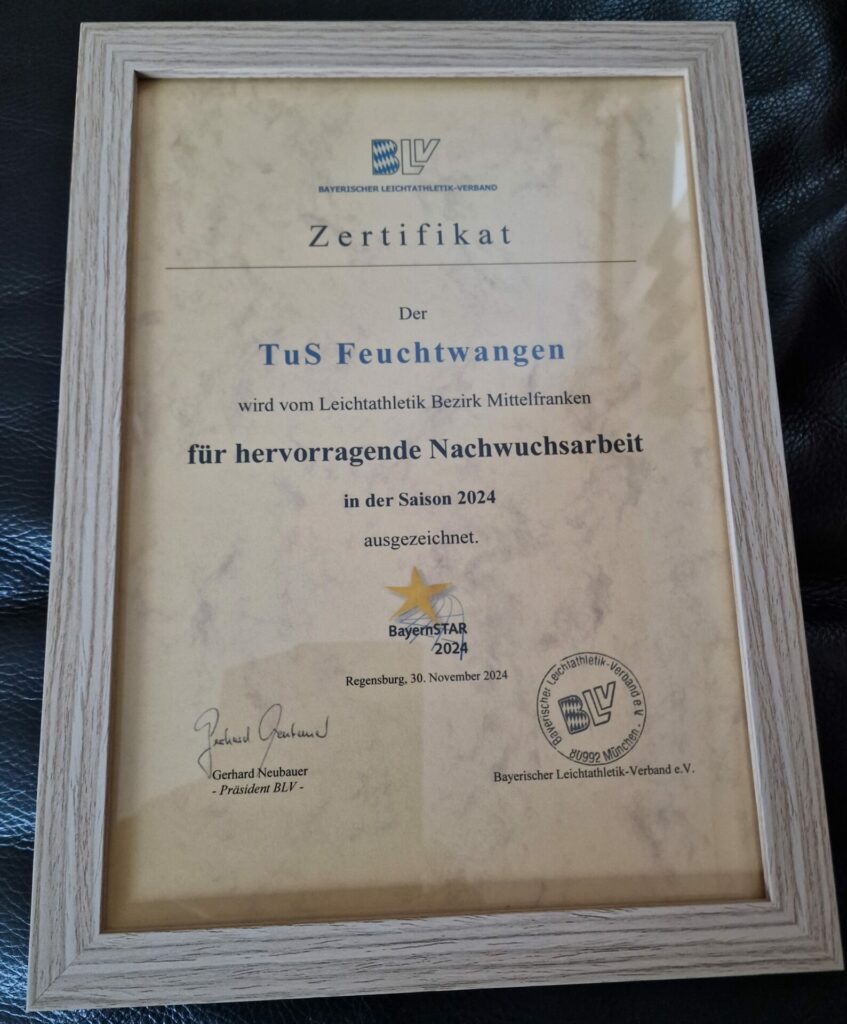 BLV
BAYERISCHER LEICHTATHLETIK-VERBAND
Zertifikat
Der
TuS Feuchtwangen
wird vom Leichtathletik Bezirk Mittelfranken
für hervorragende Nachwuchsarbeit
in der Saison 2024
ausgezeichnet.
BayernSTAR
2024
Regensburg, 30. November 2024
Bayerischer Leichtathletik-Verband e.V.
BLV
80992 München
Gerhard Neubauer
Gerhard Neubauer
- Präsident BLV -
Bayerischer Leichtathletik-Verband e.V.